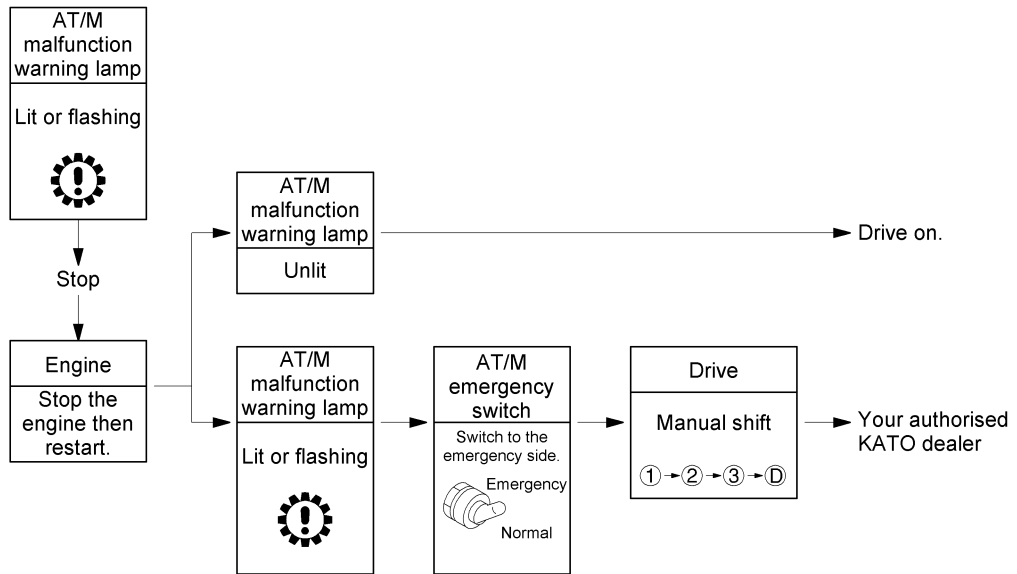 AT/M
malfunction
warning lamp
Lit or flashing
Stop
Engine
Stop the
engine then
restart.
AT/M
malfunction
warning lamp
Unlit
Drive on.
AT/M
malfunction
warning lamp
Lit or flashing
AT/M
emergency
switch
Switch to the
emergency side.
Emergency
Normal
Drive
Manual shift
1 2 3 D
Your authorised
KATO dealer